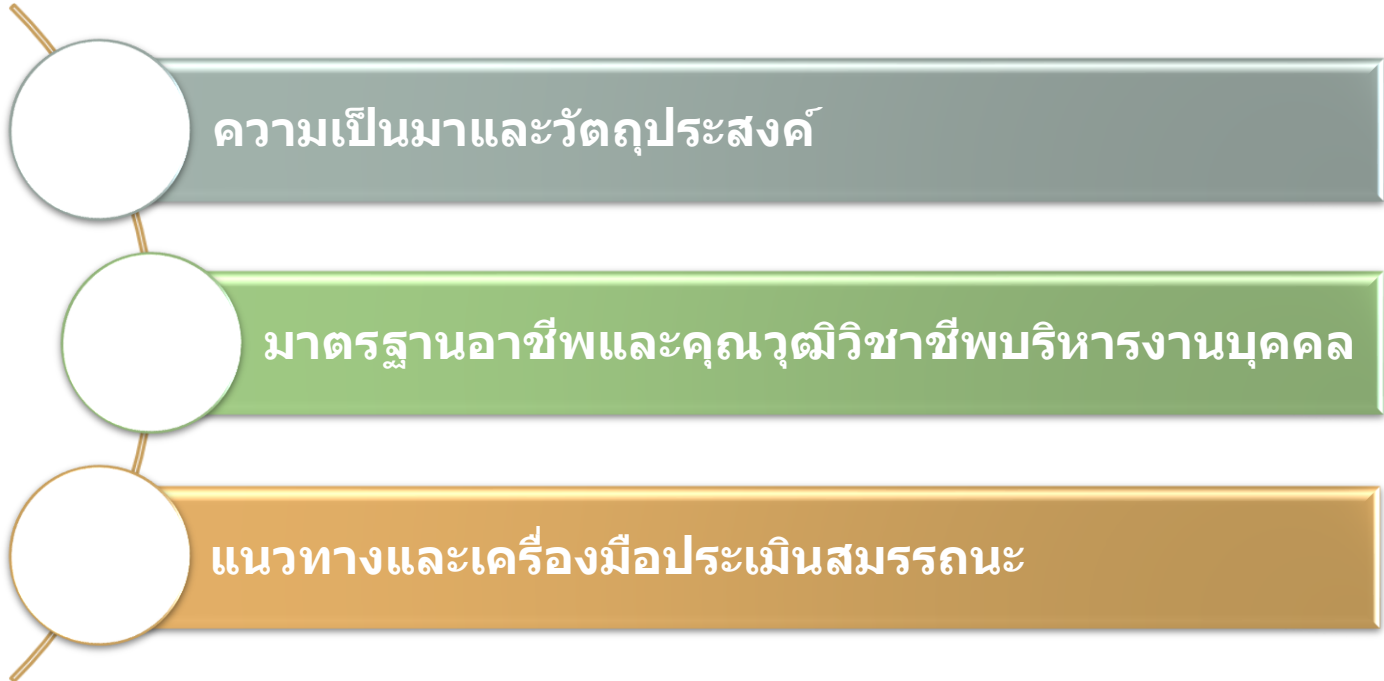 ความเป็นมาและวัตถุประสงค์
มาตรฐานอาชีพและคุณวุฒิวิชาชีพบริหารงานบุคคล
แนวทางและเครื่องมือประเมินสมรรถนะ